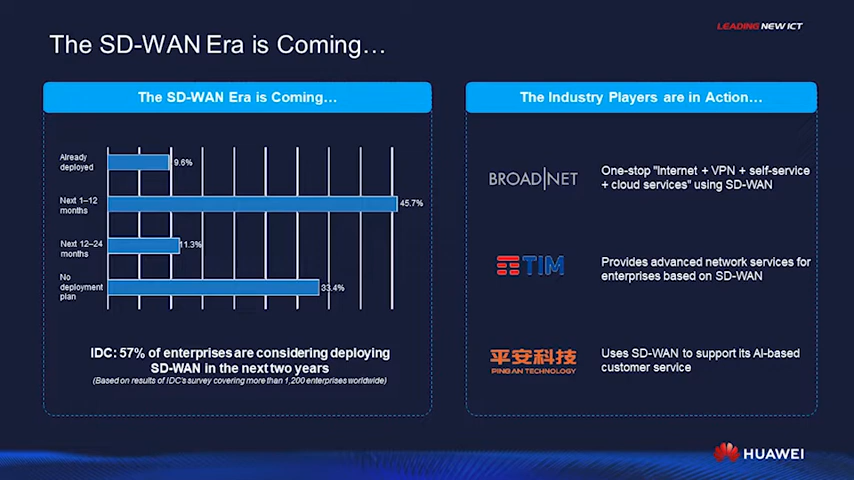 LEADING NEW ICT
The SD-WAN Era is Coming…
The SD-WAN Era is Coming…
Already
deployed
9.6%
Next 1–12
months
45.7%
Next 12–24
months
11.3%
No
deployment
plan
33.4%
IDC: 57% of enterprises are considering deploying
SD-WAN in the next two years
(Based on results of IDC's survey covering more than 1,200 enterprises worldwide)
The Industry Players are in Action…
BROAD|NET
One-stop "Internet + VPN + self-service
+ cloud services" using SD-WAN
TIM
Provides advanced network services for
enterprises based on SD-WAN
平安科技
PING AN TECHNOLOGY
Uses SD-WAN to support its AI-based
customer service
HUAWEI